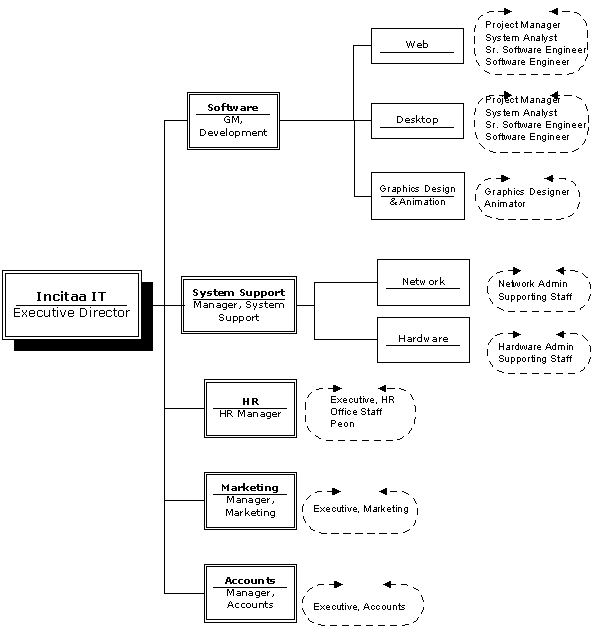 Incitaa IT
Executive Director
Software
GM,
Development
Web
Project Manager
System Analyst
Sr. Software Engineer
Software Engineer
Desktop
Project Manager
System Analyst
Sr. Software Engineer
Software Engineer
Graphics Design
& Animation
Graphics Designer
Animator
System Support
Manager, System
Support
Network
Network Admin
Supporting Staff
Hardware
Hardware Admin
Supporting Staff
HR
HR Manager
Executive, HR
Office Staff
Peon
Marketing
Manager,
Marketing
Executive, Marketing
Accounts
Manager,
Accounts
Executive, Accounts